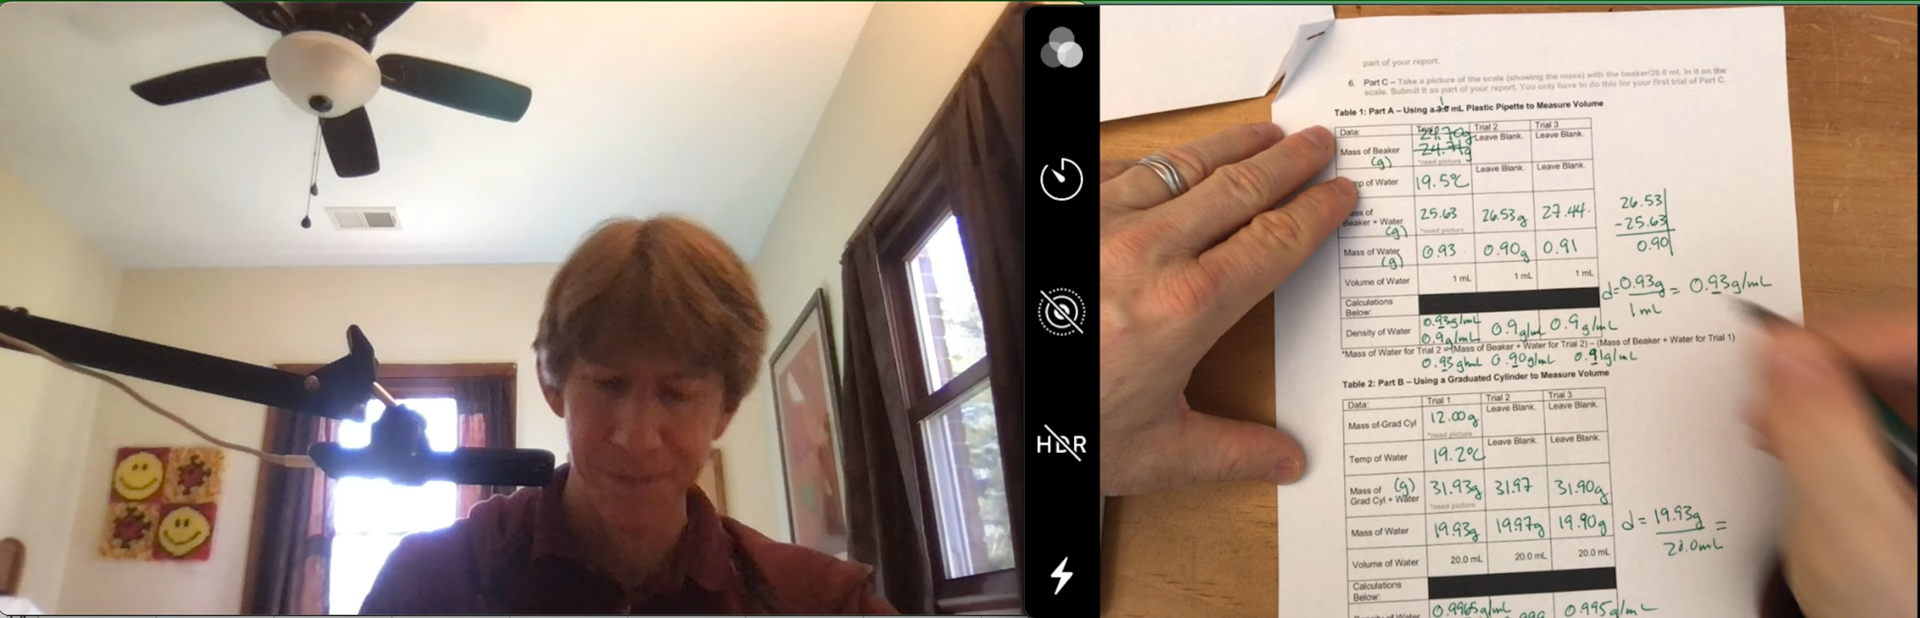 HDR
part of your report.
6. Part C – Take a picture of the scale (showing the mass) with the beaker/20.0 mL in it on the
scale. Submit it as part of your report. You only have to do this for your first trial of Part C.
1
Table 1: Part A – Using a 3.0 mL Plastic Pipette to Measure Volume
Data: Trial 2 Trial 3
Mass of Beaker 24.70g Leave Blank. Leave Blank.
(g) *need picture
p of Water 19.5°C Leave Blank. Leave Blank.
ass of
Beaker + Water 25.63 26.53g 27.44
(g) *need picture
Mass of Water 0.93 0.90g 0.91
(g)
Volume of Water 1 mL 1 mL 1 mL
Calculations
Below:
Density of Water 0.93g/mL
0.9g/mL 0.9g/mL 0.9g/mL
*Mass of Water for Trial 2 = (Mass of Beaker + Water for Trial 2) – (Mass of Beaker + Water for Trial 1)
0.93g/mL 0.90g/mL 0.91g/mL
26.53
-25.63
0.90
d=0.93g = 0.93g/mL
1mL
Table 2: Part B – Using a Graduated Cylinder to Measure Volume
Data: Trial 1 Trial 2 Trial 3
Mass of Grad Cyl 12.00g Leave Blank. Leave Blank.
*need picture
Temp of Water 19.2°C Leave Blank. Leave Blank.
Mass of (g)
Grad Cyl + Water 31.93g 31.97 31.90g
*need picture
Mass of Water 19.93g 19.97g 19.90g
Volume of Water 20.0 mL 20.0 mL 20.0 mL
Calculations
Below:
0.9965g/mL 0.995g/mL
d = 19.93g =
20.0mL